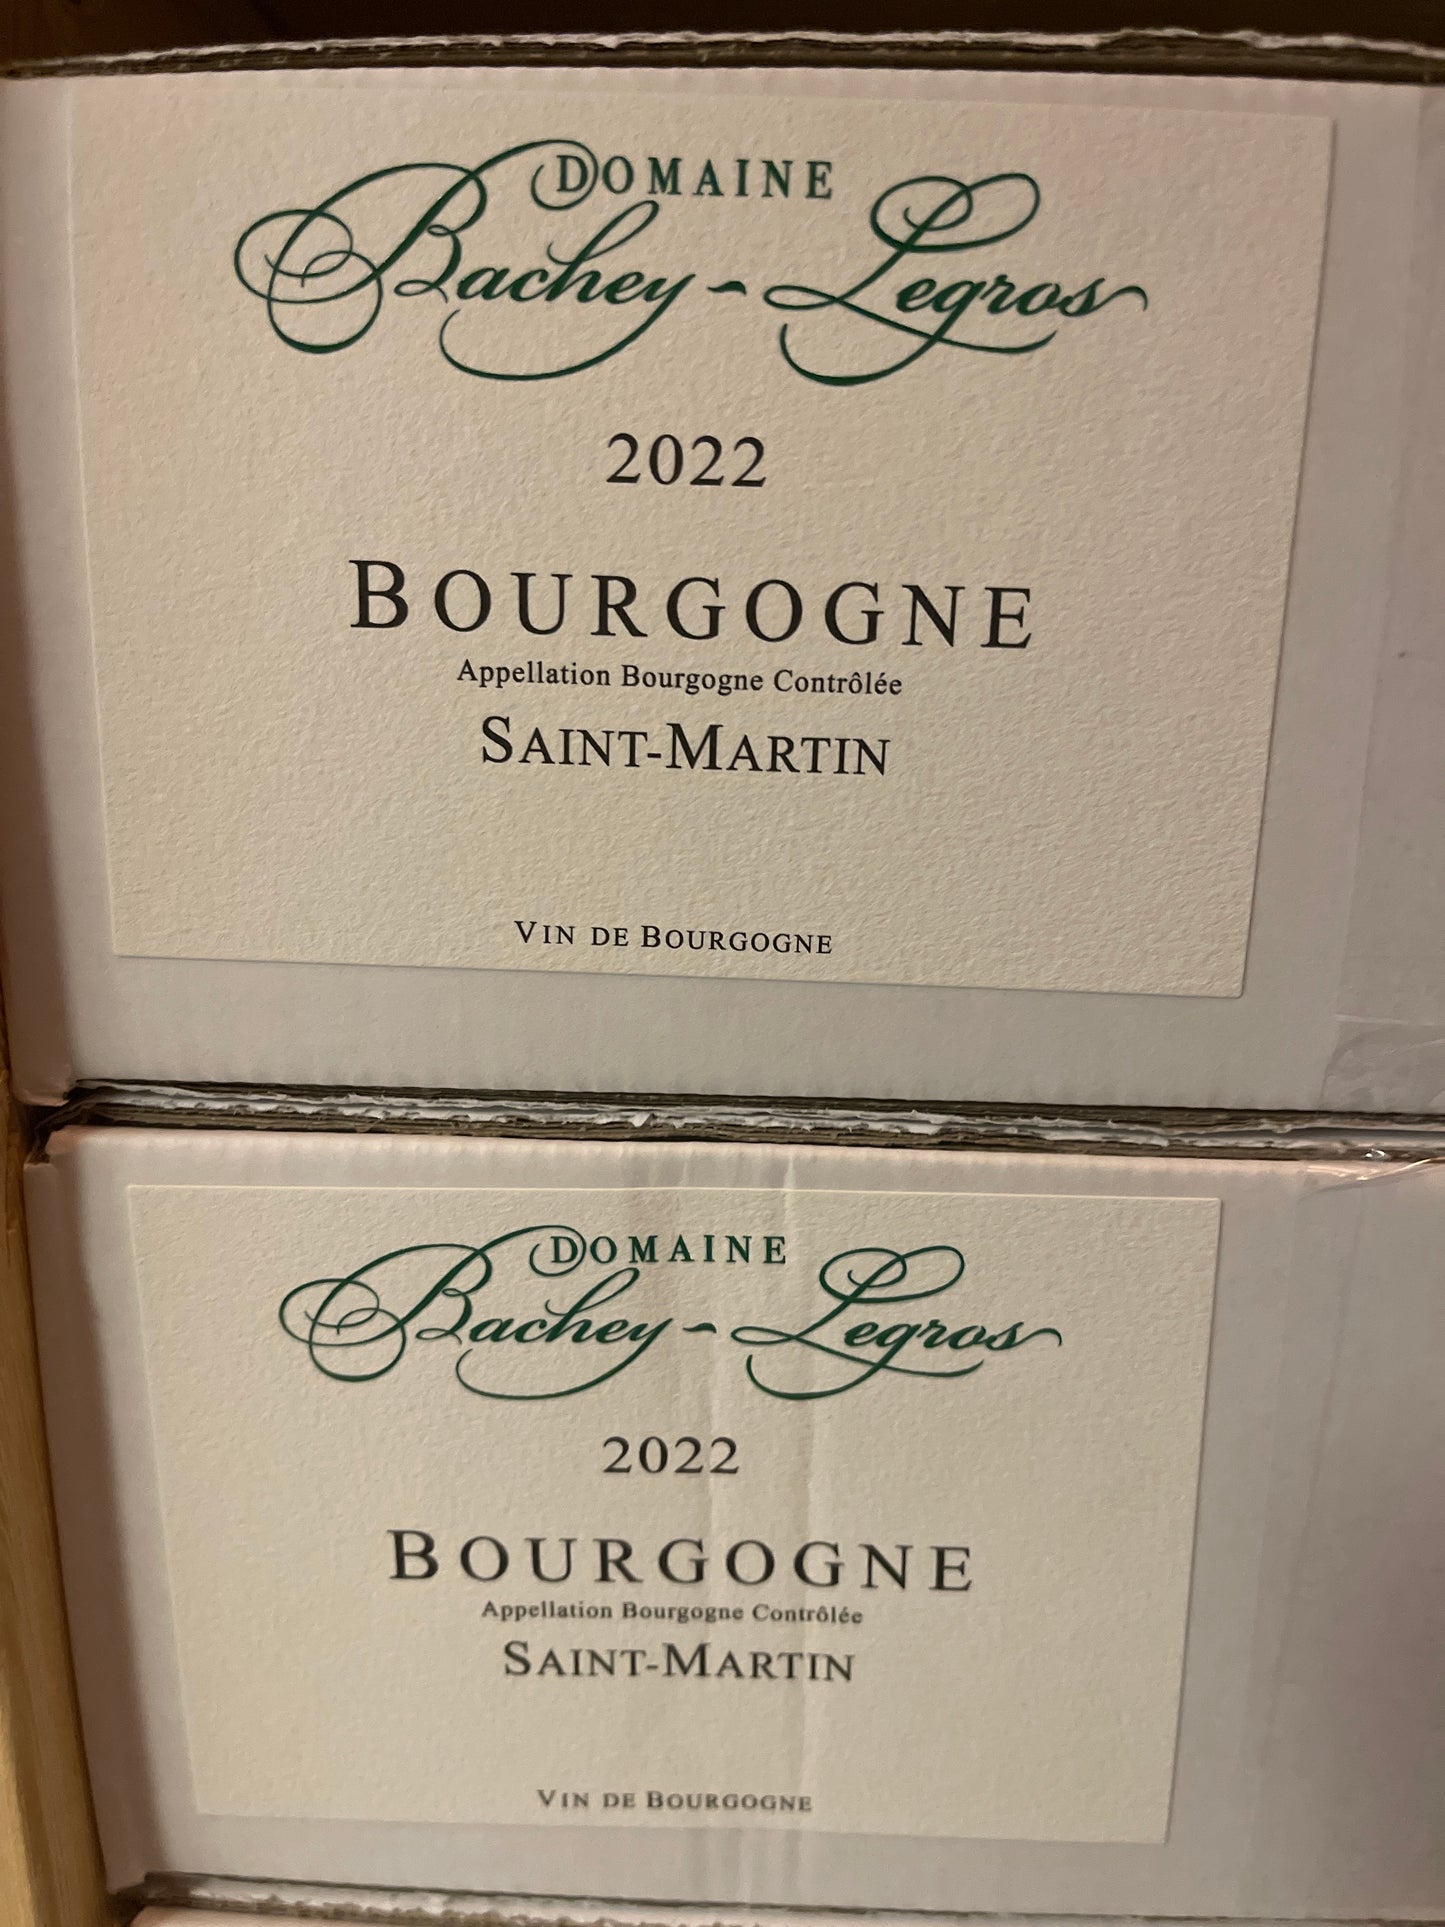 DOMAINE
Bachey-Legros
2022
BOURGOGNE
Appellation Bourgogne Contrôlée
SAINT-MARTIN
VIN DE BOURGOGNE
DOMAINE
Bachey-Legros
2022
BOURGOGNE
Appellation Bourgogne Contrôlée
SAINT-MARTIN
VIN DE BOURGOGNE